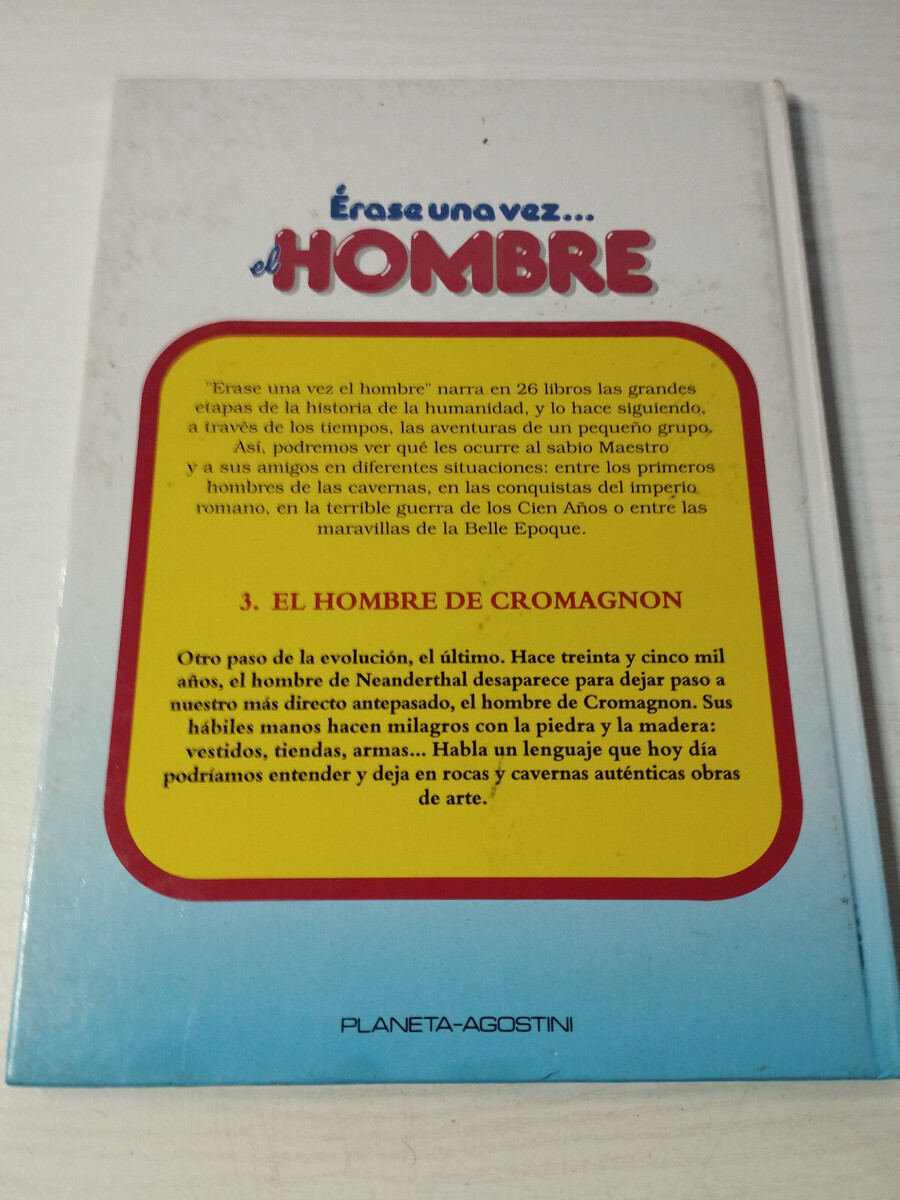 Érase una vez...
el HOMBRE
"Erase una vez el hombre" narra en 26 libros las grandes
etapas de la historia de la humanidad, y lo hace siguiendo,
a través de los tiempos, las aventuras de un pequeño grupo.
Así, podremos ver qué les ocurre al sabio Maestro
y a sus amigos en diferentes situaciones: entre los primeros
hombres de las cavernas, en las conquistas del imperio
romano, en la terrible guerra de los Cien Años o entre las
maravillas de la Belle Epoque.
3. EL HOMBRE DE CROMAGNON
Otro paso de la evolución, el último. Hace treinta y cinco mil
años, el hombre de Neanderthal desaparece para dejar paso a
nuestro más directo antepasado, el hombre de Cromagnon. Sus
hábiles manos hacen milagros con la piedra y la madera:
vestidos, tiendas, armas... Habla un lenguaje que hoy día
podríamos entender y deja en rocas y cavernas auténticas obras
de arte.
PLANETA-AGOSTINI